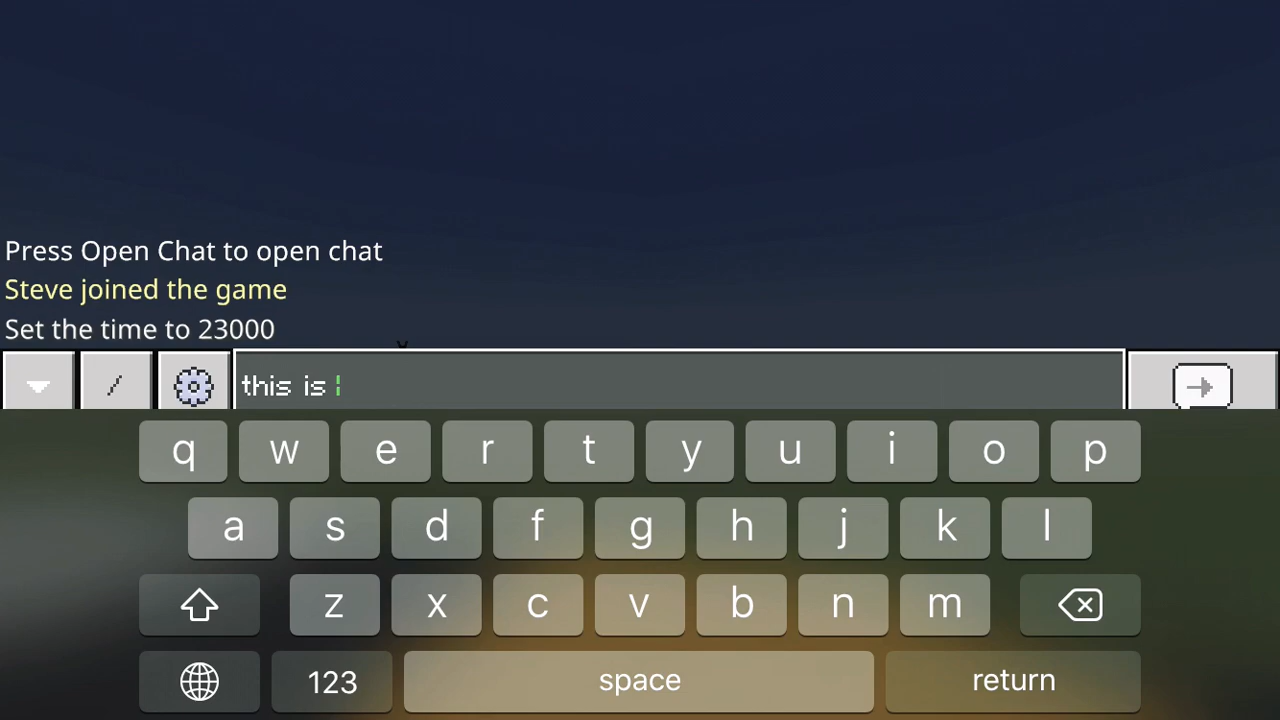 Press Open Chat to open chat
Steve joined the game
Set the time to 23000
/ this is
q w e r t y u i o p
a s d f g h j k l
z x c v b n m
123 space return